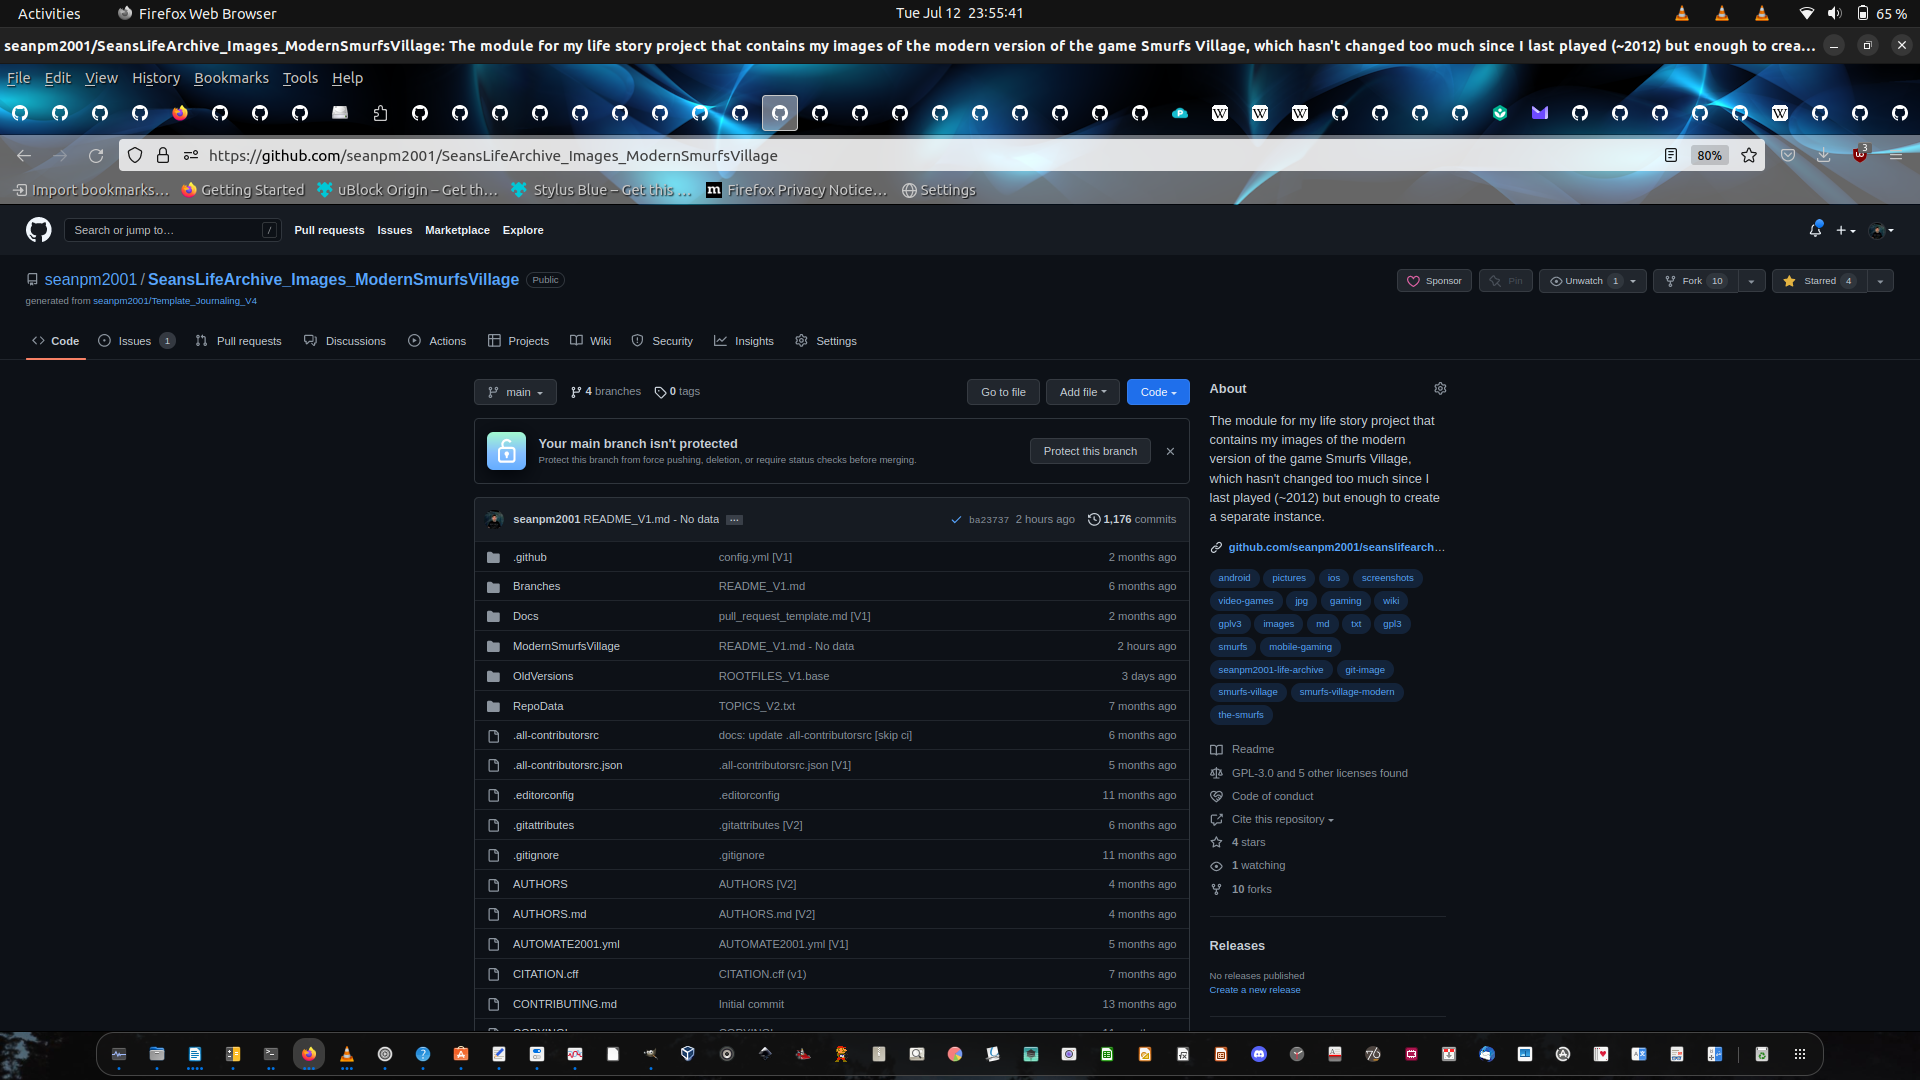 Activities
Firefox Web Browser
Tue Jul 12 23:55:41
65 %
seanpm2001/SeansLifeArchive_Images_ModernSmurfsVillage: The module for my life story project that contains my images of the modern version of the game Smurfs Village, which hasn't changed too much since I last played (~2012) but enough to crea…
File Edit View History Bookmarks Tools Help
https://github.com/seanpm2001/SeansLifeArchive_Images_ModernSmurfsVillage
80%
3
Import bookmarks…
Getting Started
uBlock Origin – Get th…
Stylus Blue – Get this …
Firefox Privacy Notice…
Settings
Search or jump to…
/
Pull requests
Issues
Marketplace
Explore
seanpm2001 / SeansLifeArchive_Images_ModernSmurfsVillage
Public
generated from seanpm2001/Template_Journaling_V4
Sponsor
Pin
Unwatch 1
Fork 10
Starred 4
Code
Issues 1
Pull requests
Discussions
Actions
Projects
Wiki
Security
Insights
Settings
main
4 branches
0 tags
Go to file
Add file
Code
Your main branch isn't protected
Protect this branch from force pushing, deletion, or require status checks before merging.
Protect this branch
seanpm2001 README_V1.md - No data …
ba23737 2 hours ago
1,176 commits
.github config.yml [V1] 2 months ago
Branches README_V1.md 6 months ago
Docs pull_request_template.md [V1] 2 months ago
ModernSmurfsVillage README_V1.md - No data 2 hours ago
OldVersions ROOTFILES_V1.base 3 days ago
RepoData TOPICS_V2.txt 7 months ago
.all-contributorsrc docs: update .all-contributorsrc [skip ci] 6 months ago
.all-contributorsrc.json .all-contributorsrc.json [V1] 5 months ago
.editorconfig .editorconfig 11 months ago
.gitattributes .gitattributes [V2] 6 months ago
.gitignore .gitignore 11 months ago
AUTHORS AUTHORS [V2] 4 months ago
AUTHORS.md AUTHORS.md [V2] 4 months ago
AUTOMATE2001.yml AUTOMATE2001.yml [V1] 5 months ago
CITATION.cff CITATION.cff (v1) 7 months ago
CONTRIBUTING.md Initial commit 13 months ago
About
The module for my life story project that
contains my images of the modern
version of the game Smurfs Village,
which hasn't changed too much since I
last played (~2012) but enough to create
a separate instance.
github.com/seanpm2001/seanslifearch…
android pictures ios screenshots
video-games jpg gaming wiki
gplv3 images md txt gpl3
smurfs mobile-gaming
seanpm2001-life-archive git-image
smurfs-village smurfs-village-modern
the-smurfs
Readme
GPL-3.0 and 5 other licenses found
Code of conduct
Cite this repository
4 stars
1 watching
10 forks
Releases
No releases published
Create a new release